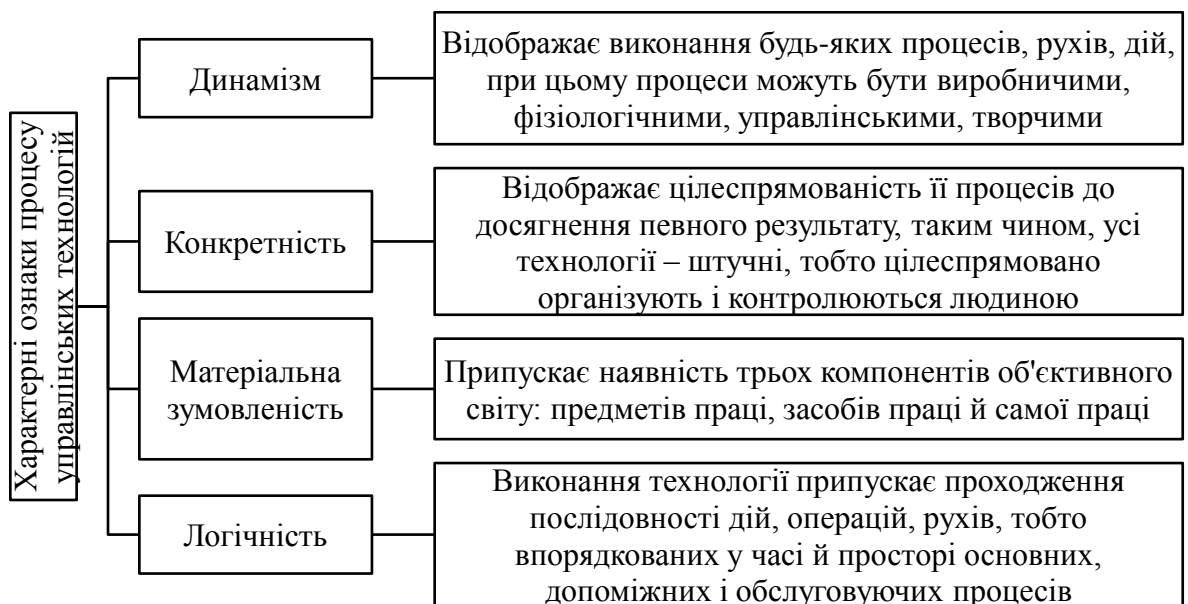 Характерні ознаки процесу
управлінських технологій
Динамізм
Відображає виконання будь-яких процесів, рухів, дій,
при цьому процеси можуть бути виробничими,
фізіологічними, управлінськими, творчими
Конкретність
Відображає цілеспрямованість її процесів до
досягнення певного результату, таким чином, усі
технології – штучні, тобто цілеспрямовано
організують і контролюються людиною
Матеріальна
зумовленість
Припускає наявність трьох компонентів об'єктивного
світу: предметів праці, засобів праці й самої праці
Логічність
Виконання технології припускає проходження
послідовності дій, операцій, рухів, тобто
впорядкованих у часі й просторі основних,
допоміжних і обслуговуючих процесів